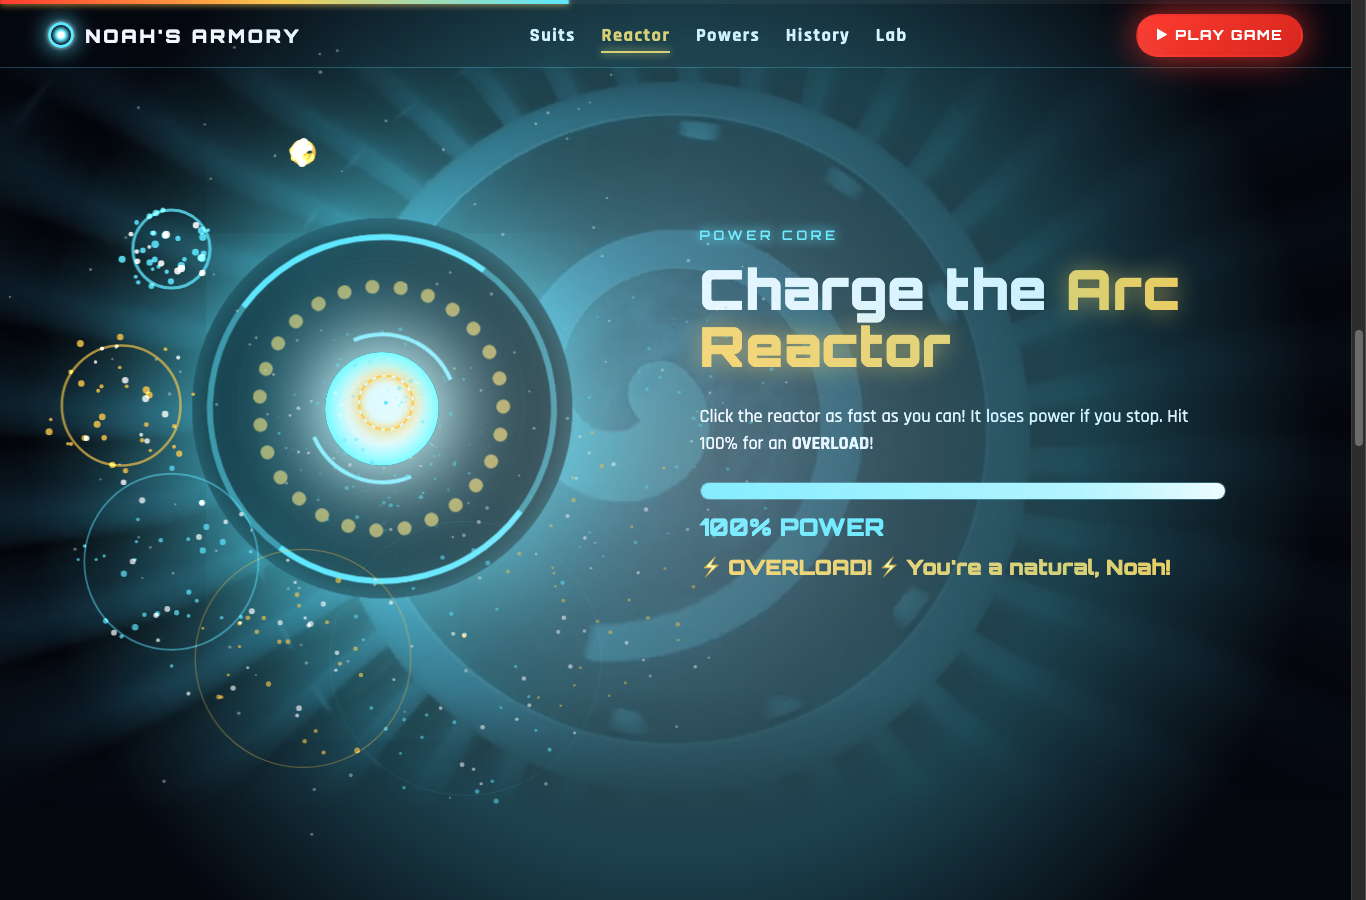 NOAH'S ARMORY
Suits
Reactor
Powers
History
Lab
▶ PLAY GAME
POWER CORE
Charge the Arc
Reactor
Click the reactor as fast as you can! It loses power if you stop. Hit
100% for an OVERLOAD!
100% POWER
⚡ OVERLOAD! ⚡ You're a natural, Noah!